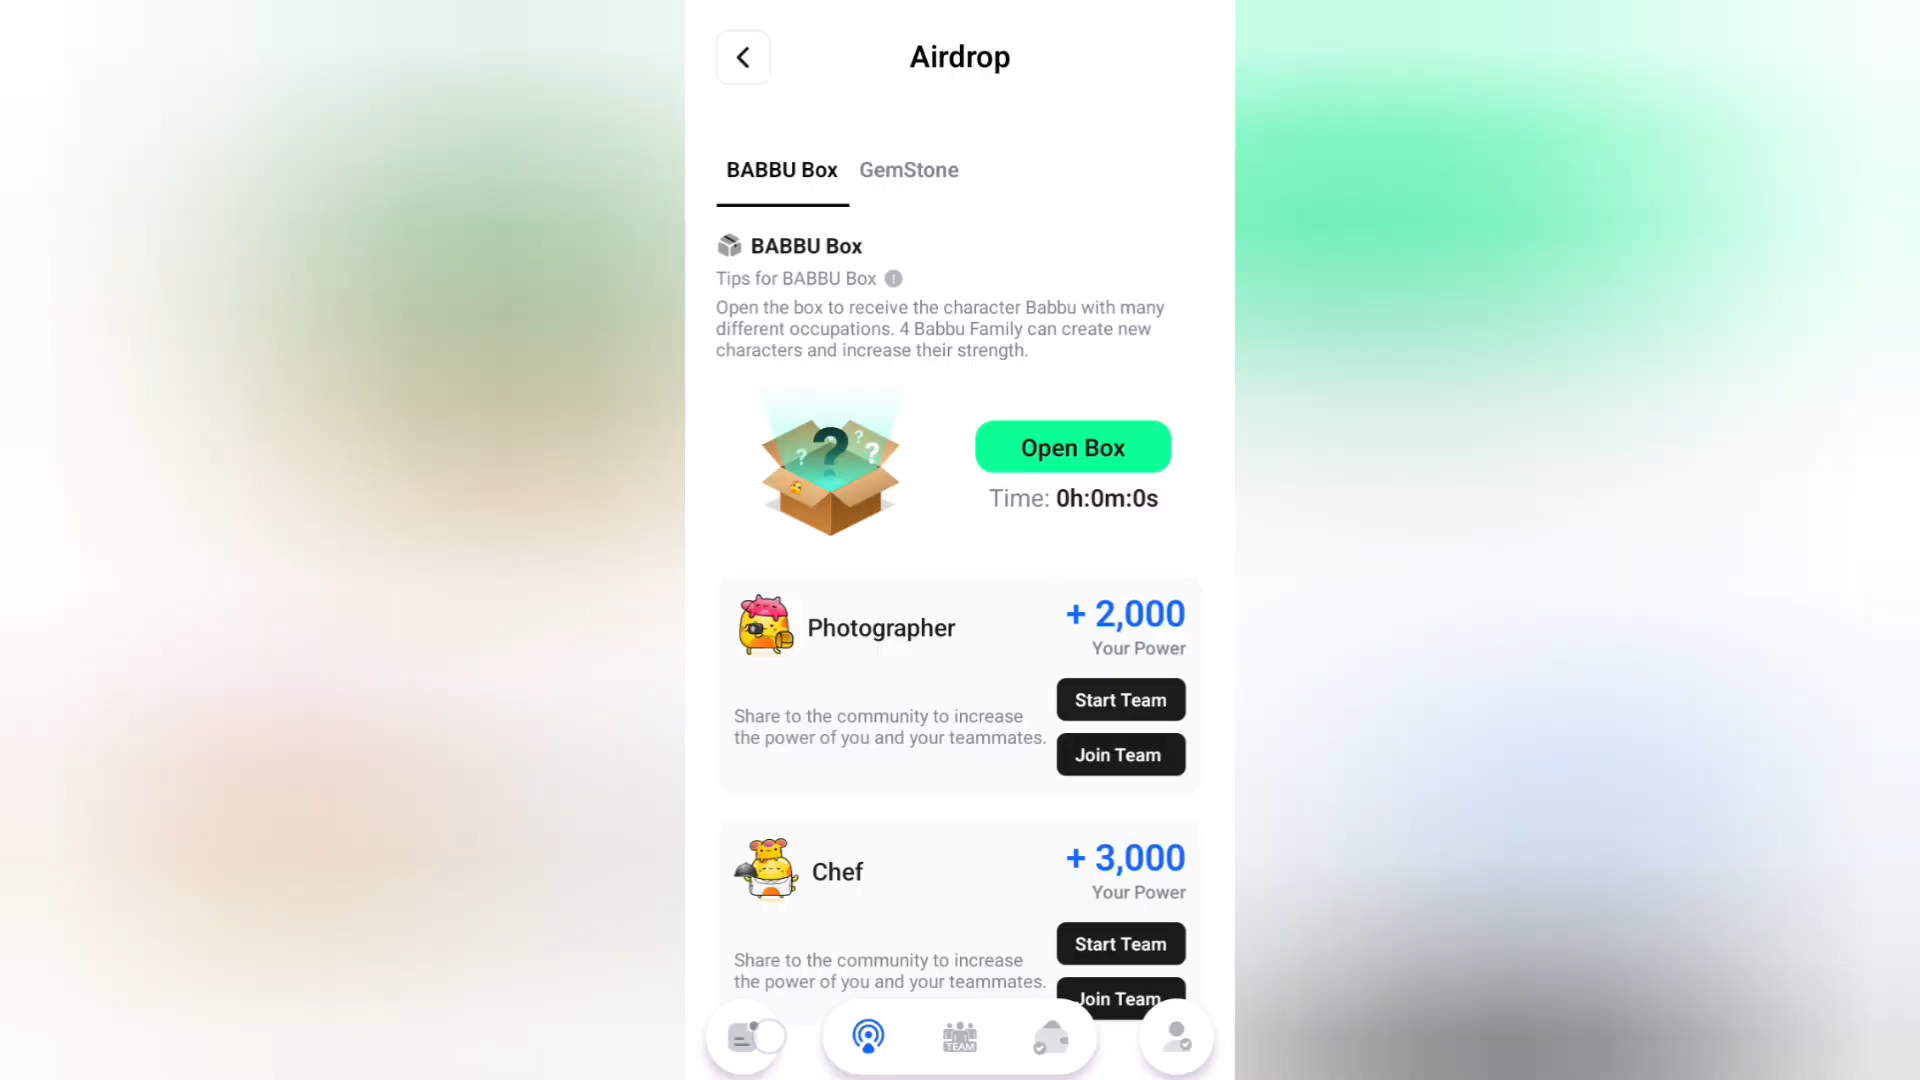 Airdrop
BABBU Box GemStone
BABBU Box
Tips for BABBU Box
Open the box to receive the character Babbu with many
different occupations. 4 Babbu Family can create new
characters and increase their strength.
? ? ? ?
Open Box
Time: 0h:0m:0s
Photographer
+ 2,000
Your Power
Share to the community to increase
the power of you and your teammates.
Start Team
Join Team
Chef
+ 3,000
Your Power
Share to the community to increase
the power of you and your teammates.
Start Team
Join Team
TEAM